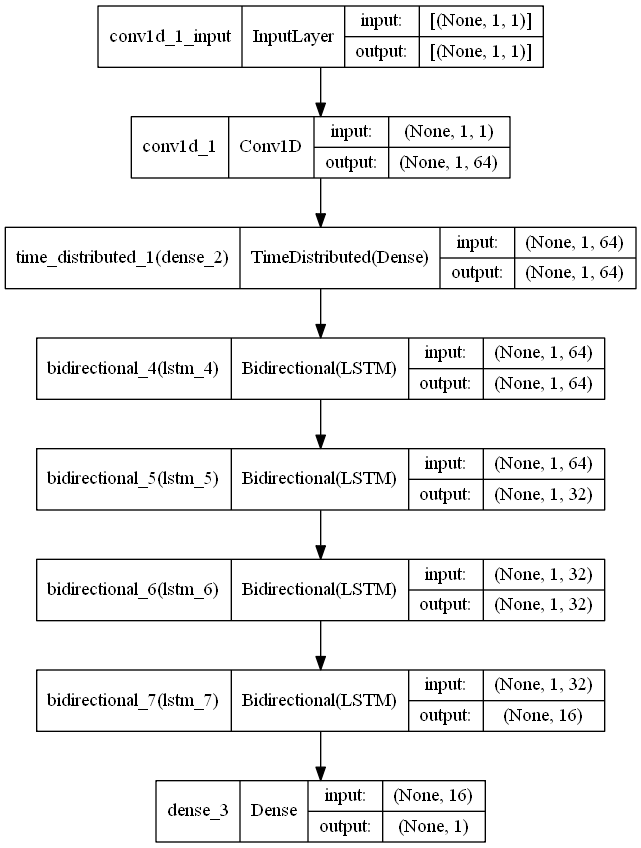 conv1d_1_input InputLayer input: [(None, 1, 1)]
output: [(None, 1, 1)]
conv1d_1 Conv1D input: (None, 1, 1)
output: (None, 1, 64)
time_distributed_1(dense_2) TimeDistributed(Dense) input: (None, 1, 64)
output: (None, 1, 64)
bidirectional_4(lstm_4) Bidirectional(LSTM) input: (None, 1, 64)
output: (None, 1, 64)
bidirectional_5(lstm_5) Bidirectional(LSTM) input: (None, 1, 64)
output: (None, 1, 32)
bidirectional_6(lstm_6) Bidirectional(LSTM) input: (None, 1, 32)
output: (None, 1, 32)
bidirectional_7(lstm_7) Bidirectional(LSTM) input: (None, 1, 32)
output: (None, 16)
dense_3 Dense input: (None, 16)
output: (None, 1)